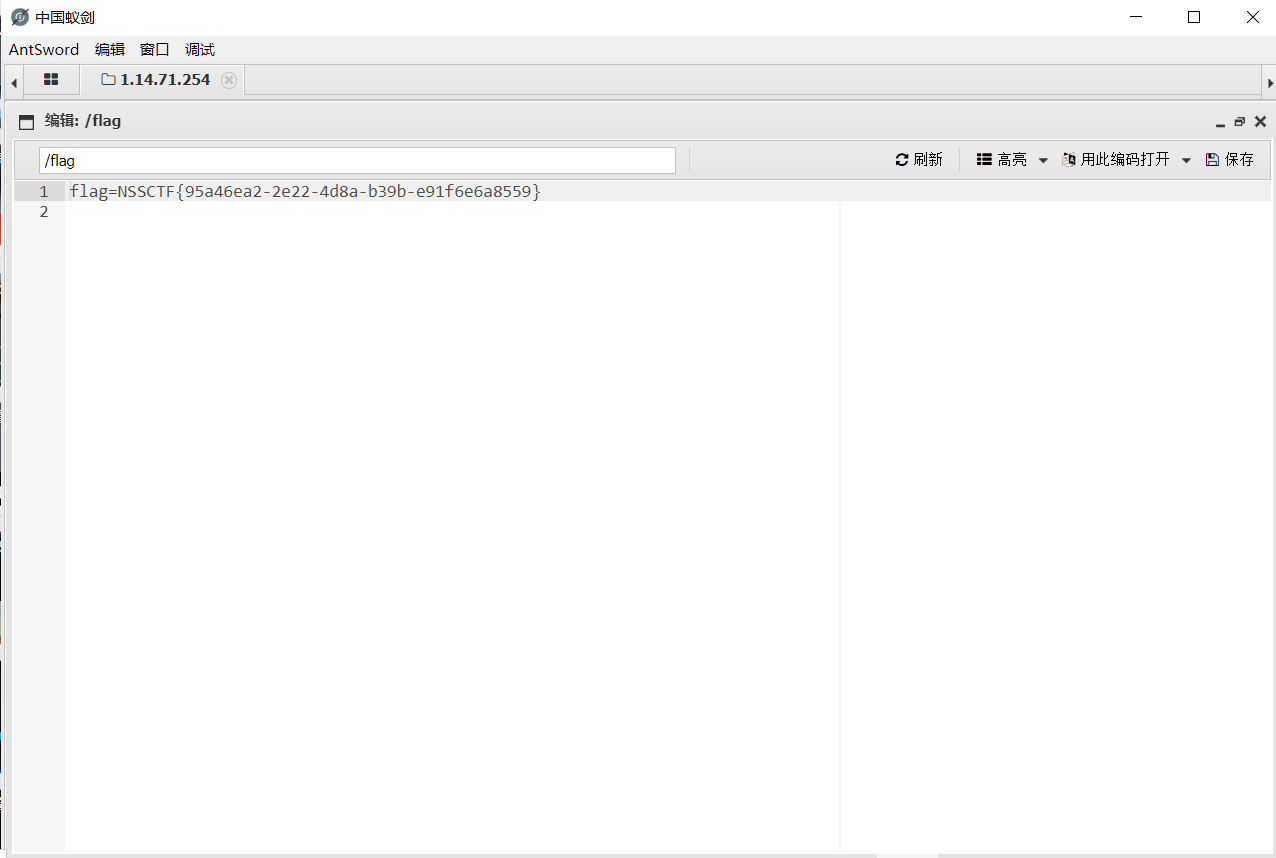 中国蚁剑
AntSword 编辑 窗口 调试
1.14.71.254
编辑: /flag
/flag 刷新 高亮 用此编码打开 保存
1 flag=NSSCTF{95a46ea2-2e22-4d8a-b39b-e91f6e6a8559}
2